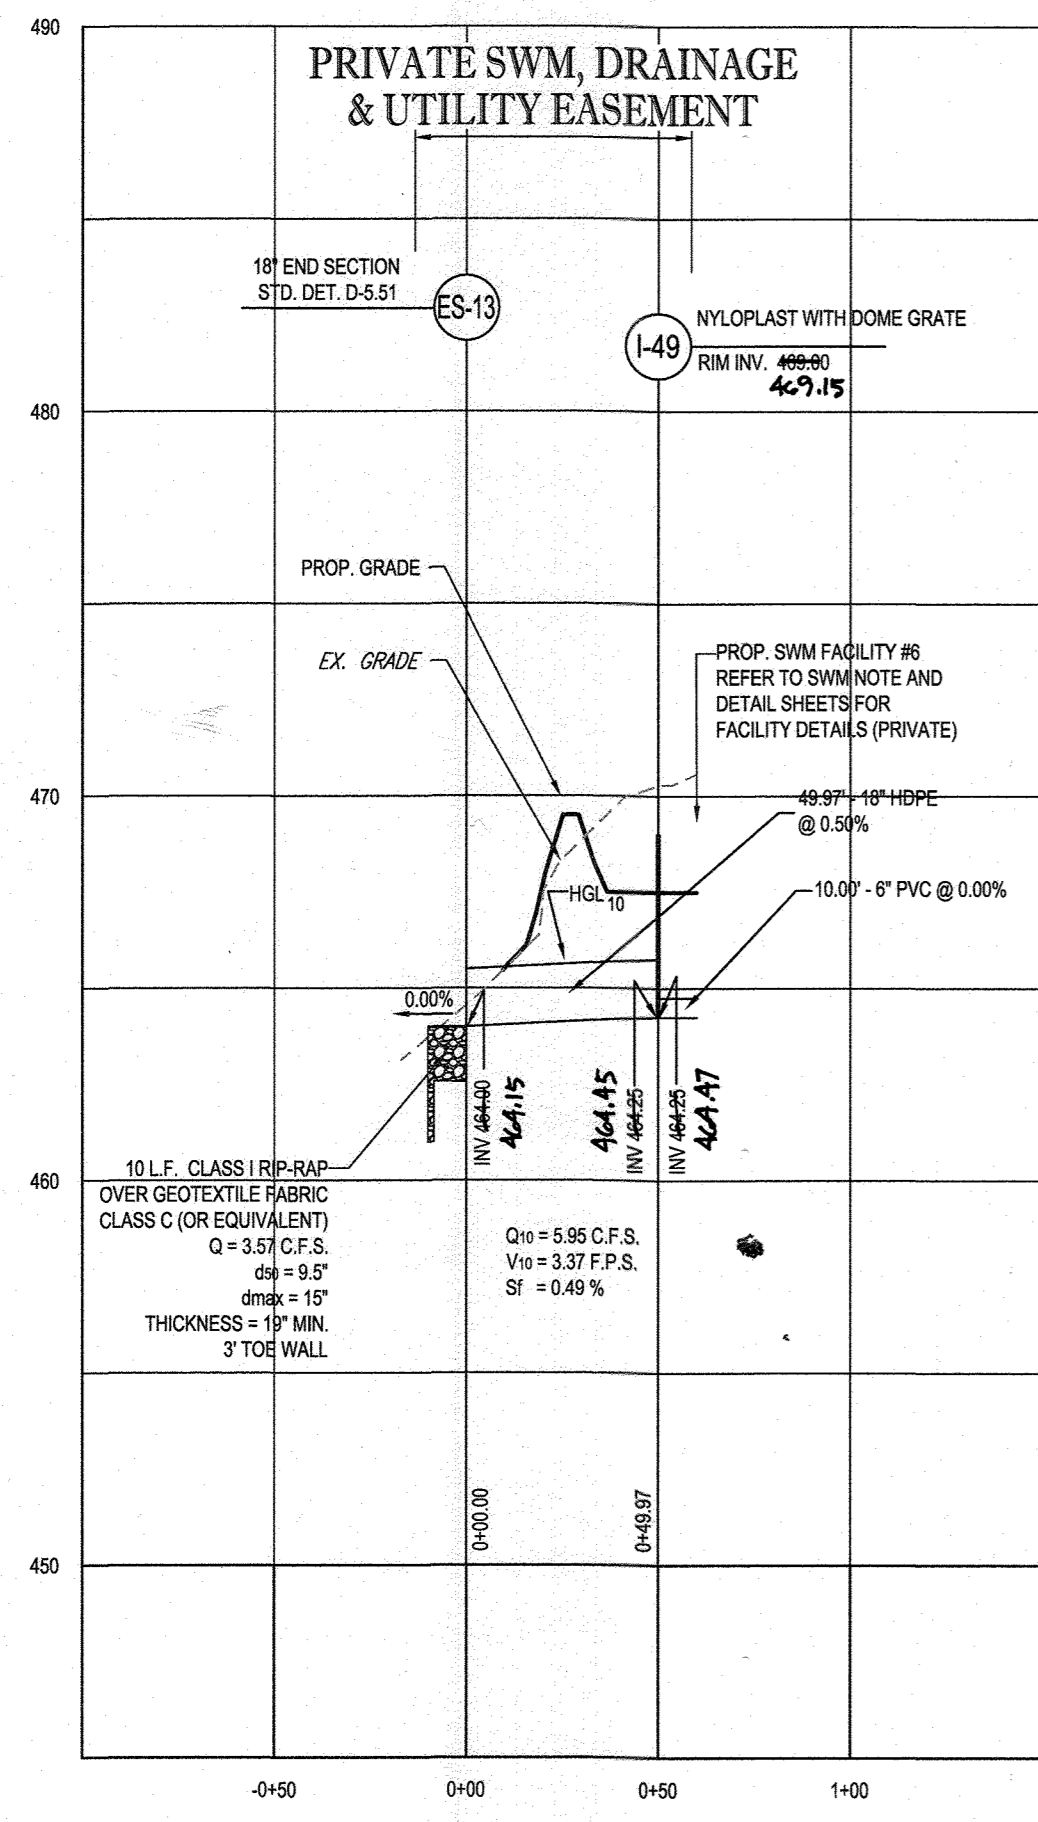 490
PRIVATE SWM, DRAINAGE
& UTILITY EASEMENT
18" END SECTION
STD. DET. D-5.51
ES-13
I-49
NYLOPLAST WITH DOME GRATE
RIM INV. 469.00
469.15
480
PROP. GRADE
EX. GRADE
PROP. SWM FACILITY #6
REFER TO SWM NOTE AND
DETAIL SHEETS FOR
FACILITY DETAILS (PRIVATE)
470
49.97' - 18" HDPE
@ 0.50%
HGL10
10.00' - 6" PVC @ 0.00%
0.00%
INV 464.00
464.15
464.45
INV 464.25
INV 464.25
464.47
460
10 L.F. CLASS I RIP-RAP
OVER GEOTEXTILE FABRIC
CLASS C (OR EQUIVALENT)
Q = 3.57 C.F.S.
d50 = 9.5"
dmax = 15"
THICKNESS = 19" MIN.
3' TOE WALL
Q10 = 5.95 C.F.S.
V10 = 3.37 F.P.S.
Sf = 0.49 %
0+00.00
0+49.97
450
-0+50
0+00
0+50
1+00